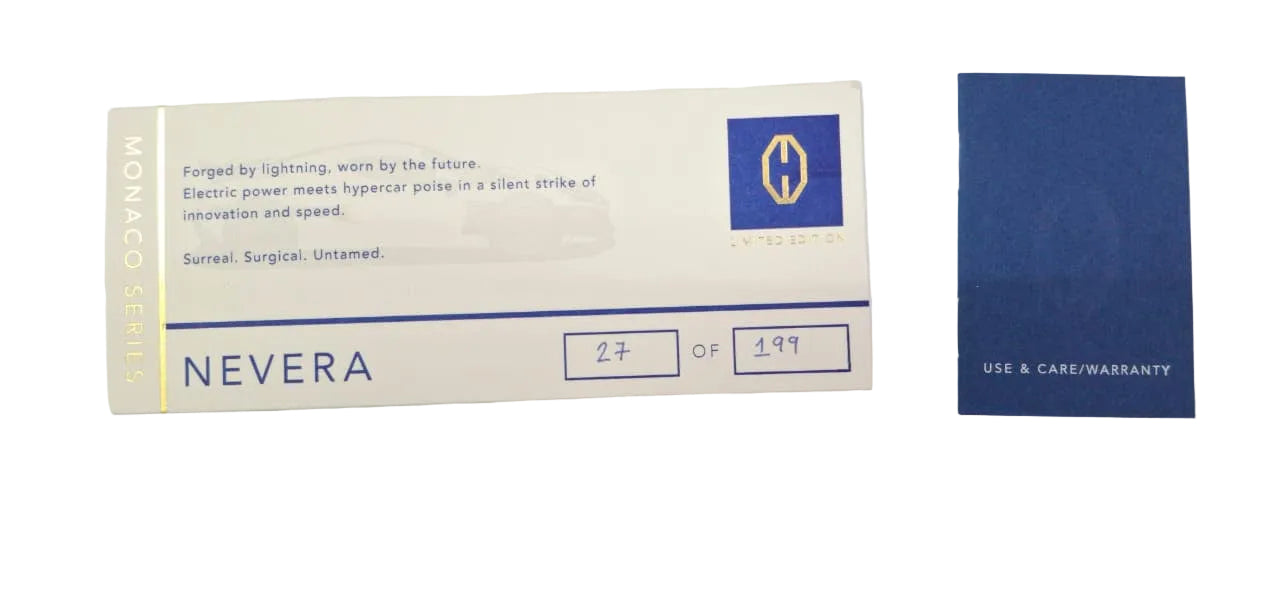 MONACO SERIES
Forged by lightning, worn by the future.
Electric power meets hypercar poise in a silent strike of
innovation and speed.
Surreal. Surgical. Untamed.
LIMITED EDITION
NEVERA
27 OF 199
USE & CARE/WARRANTY